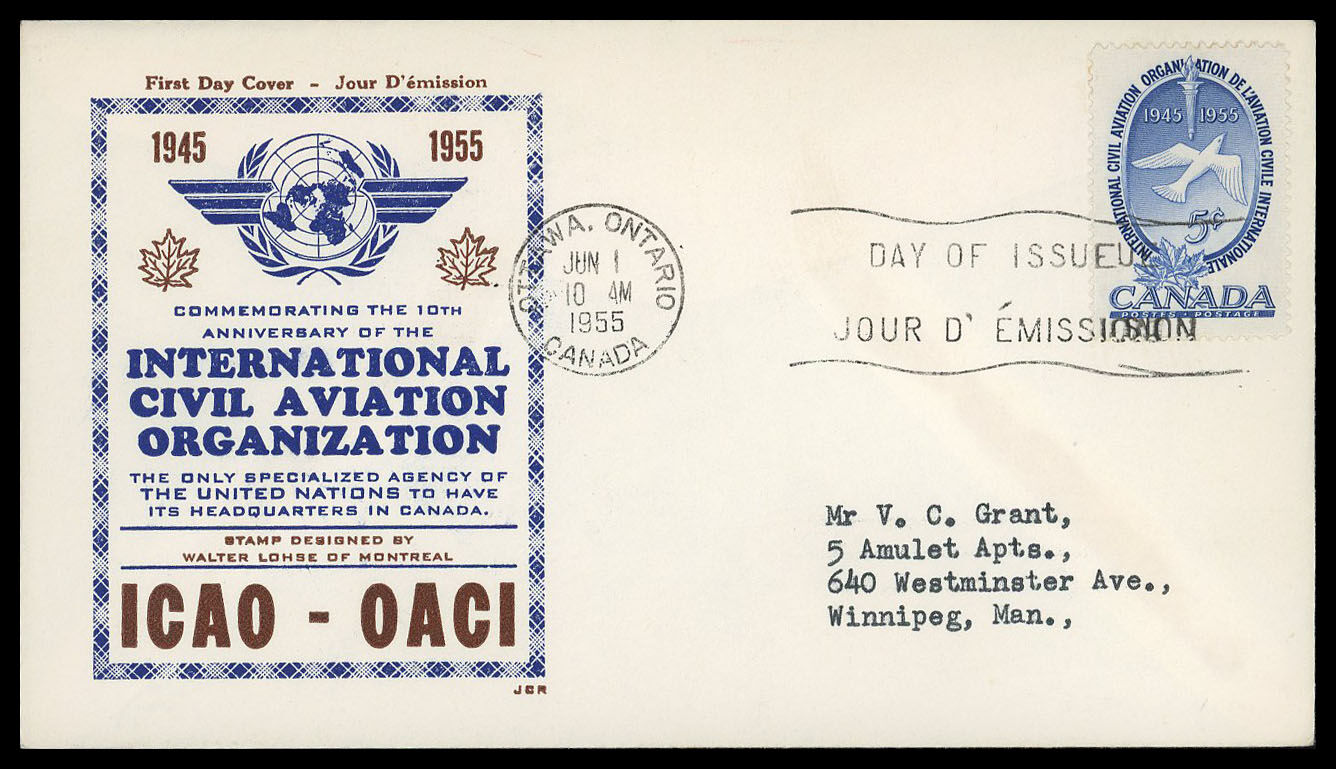 First Day Cover - Jour D'émission
1945 1955
COMMEMORATING THE 10TH
ANNIVERSARY OF THE
INTERNATIONAL
CIVIL AVIATION
ORGANIZATION
THE ONLY SPECIALIZED AGENCY OF
THE UNITED NATIONS TO HAVE
ITS HEADQUARTERS IN CANADA.
STAMP DESIGNED BY
WALTER LOHSE OF MONTREAL
ICAO - OACI
JCR
OTTAWA, ONTARIO
JUN 1
10 AM
1955
CANADA
DAY OF ISSUE
JOUR D' ÉMISSION
INTERNATIONAL CIVIL AVIATION ORGANIZATION DE L'AVIATION CIVILE INTERNATIONALE
1945 1955
5¢
CANADA
POSTES · POSTAGE
Mr V. C. Grant,
5 Amulet Apts.,
640 Westminster Ave.,
Winnipeg, Man.,